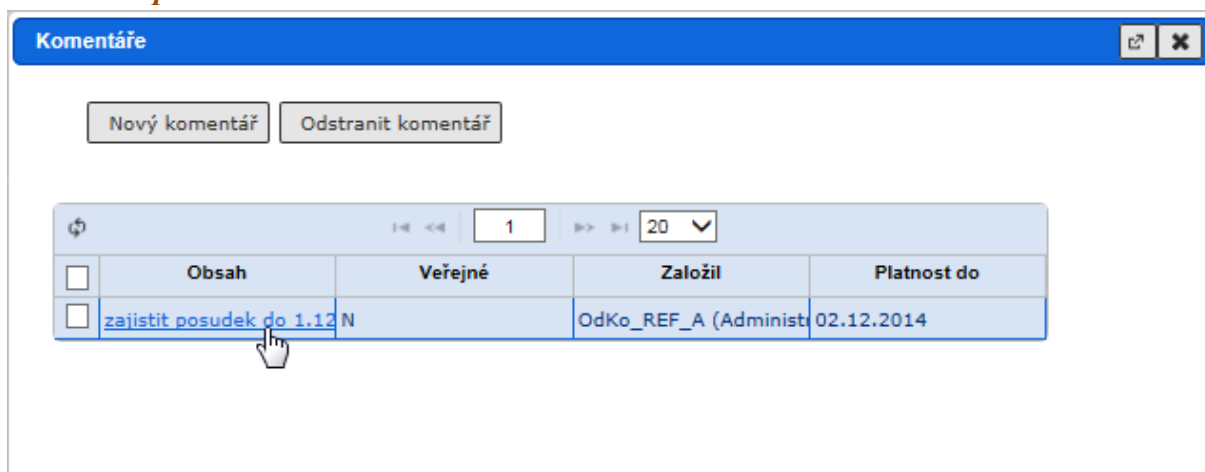 Komentáře
Nový komentář Odstranit komentář
1 20
Obsah Veřejné Založil Platnost do
zajistit posudek do 1.12 N OdKo_REF_A (Administ 02.12.2014